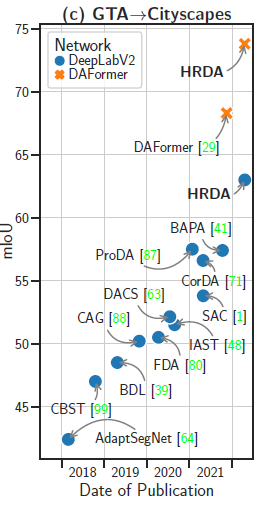 (c) GTA→Cityscapes
Network
DeepLabV2
DAFormer
HRDA
DAFormer [29]
HRDA
BAPA [41]
ProDA [87]
CorDA [71]
DACS [63]
SAC [1]
CAG [88]
IAST [48]
FDA [80]
BDL [39]
CBST [99]
AdaptSegNet [64]
mIoU
75
70
65
60
55
50
45
2018 2019 2020 2021
Date of Publication